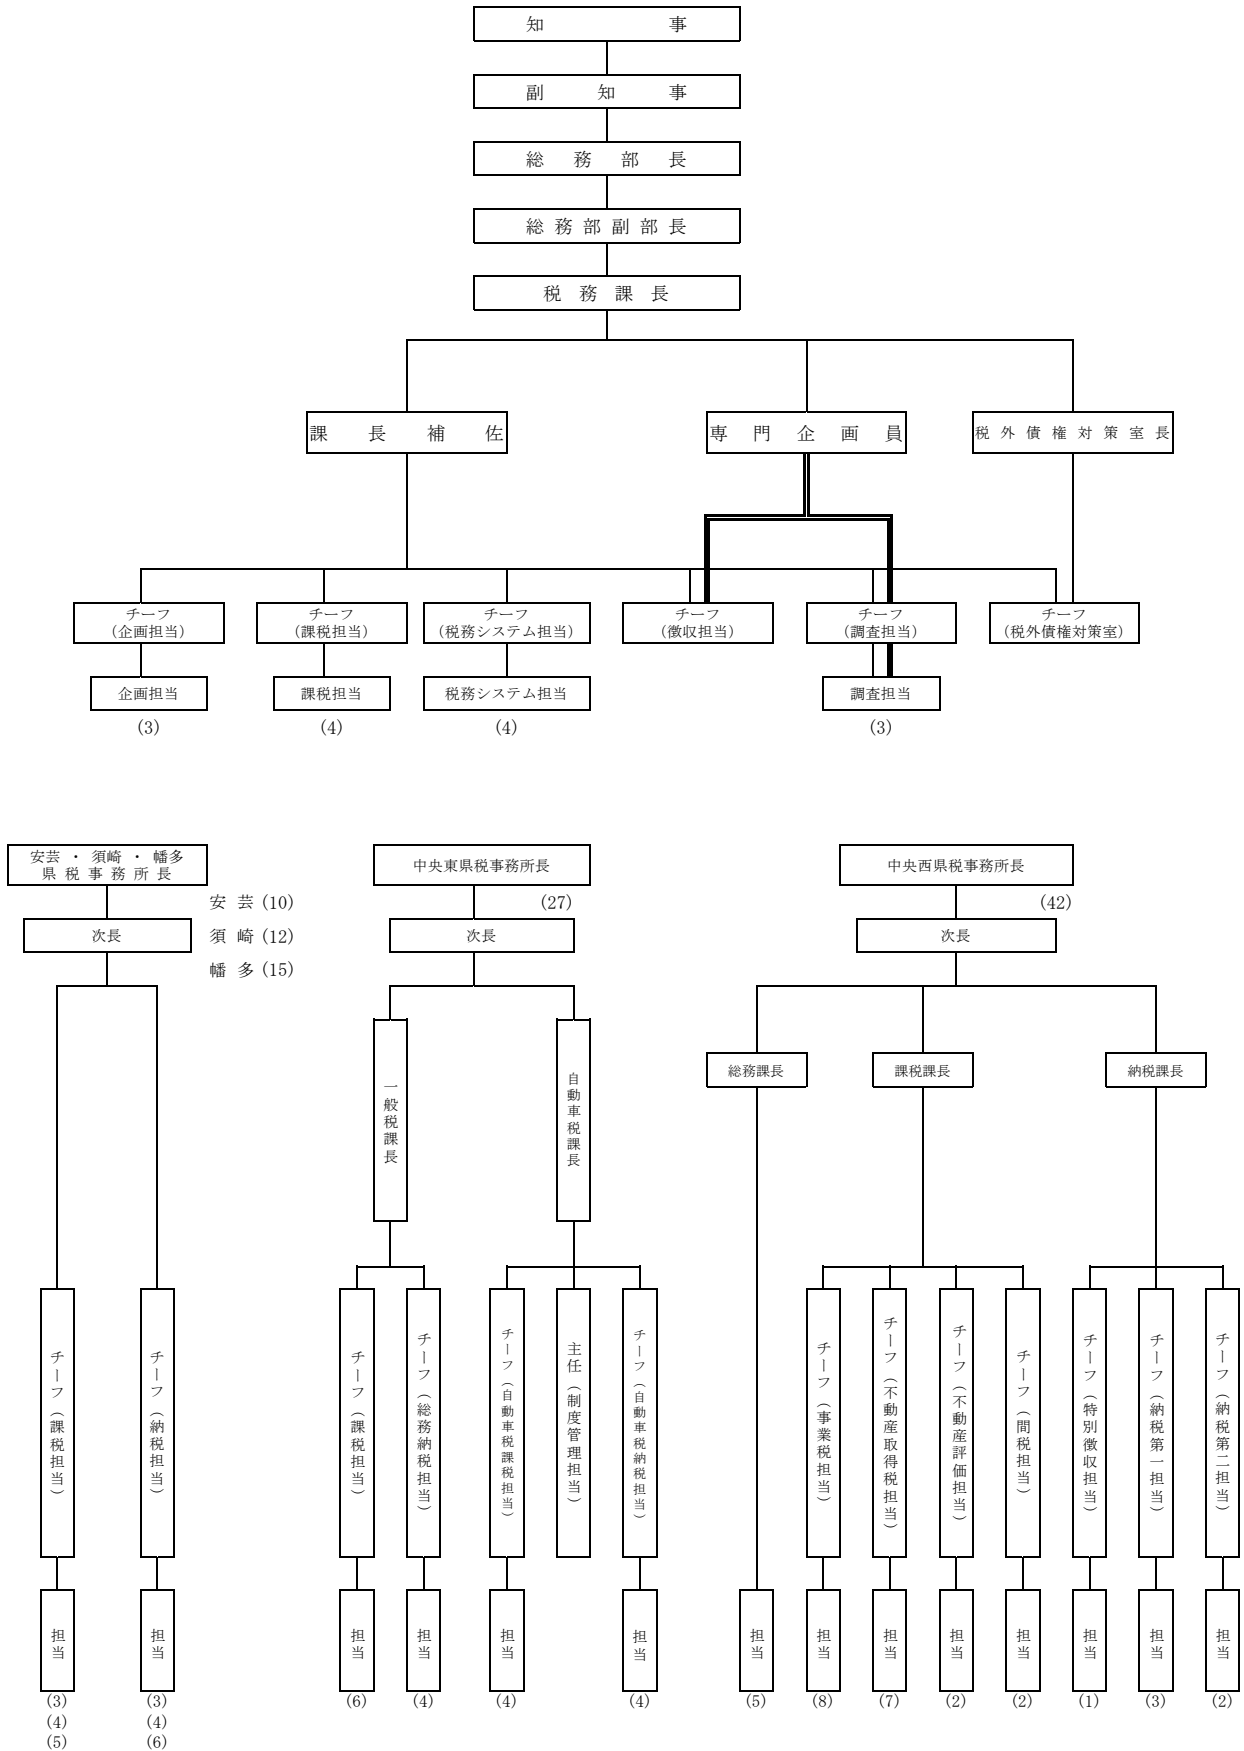 知事
副知事
総務部長
総務部副部長
税務課長
課長補佐
専門企画員
税外債権対策室長
チーフ
(企画担当)
チーフ
(課税担当)
チーフ
(税務システム担当)
チーフ
(徴収担当)
チーフ
(調査担当)
チーフ
(税外債権対策室)
企画担当
課税担当
税務システム担当
調査担当
(3)
(4)
(4)
(3)
安芸・須崎・幡多
県税事務所長
安芸(10)
次長
須崎(12)
幡多(15)
チーフ(課税担当)
チーフ(納税担当)
担当
担当
(3)
(4)
(5)
(3)
(4)
(6)
中央東県税事務所長
(27)
次長
一般税課長
自動車税課長
チーフ(課税担当)
チーフ(総務納税担当)
チーフ(自動車税課税担当)
主任(制度管理担当)
チーフ(自動車税納税担当)
担当
担当
担当
担当
(6)
(4)
(4)
(4)
中央西県税事務所長
(42)
次長
総務課長
課税課長
納税課長
チーフ(事業税担当)
チーフ(不動産取得税担当)
チーフ(不動産評価担当)
チーフ(間税担当)
チーフ(特別徴収担当)
チーフ(納税第一担当)
チーフ(納税第二担当)
担当
担当
担当
担当
担当
担当
担当
担当
(5)
(8)
(7)
(2)
(2)
(1)
(3)
(2)